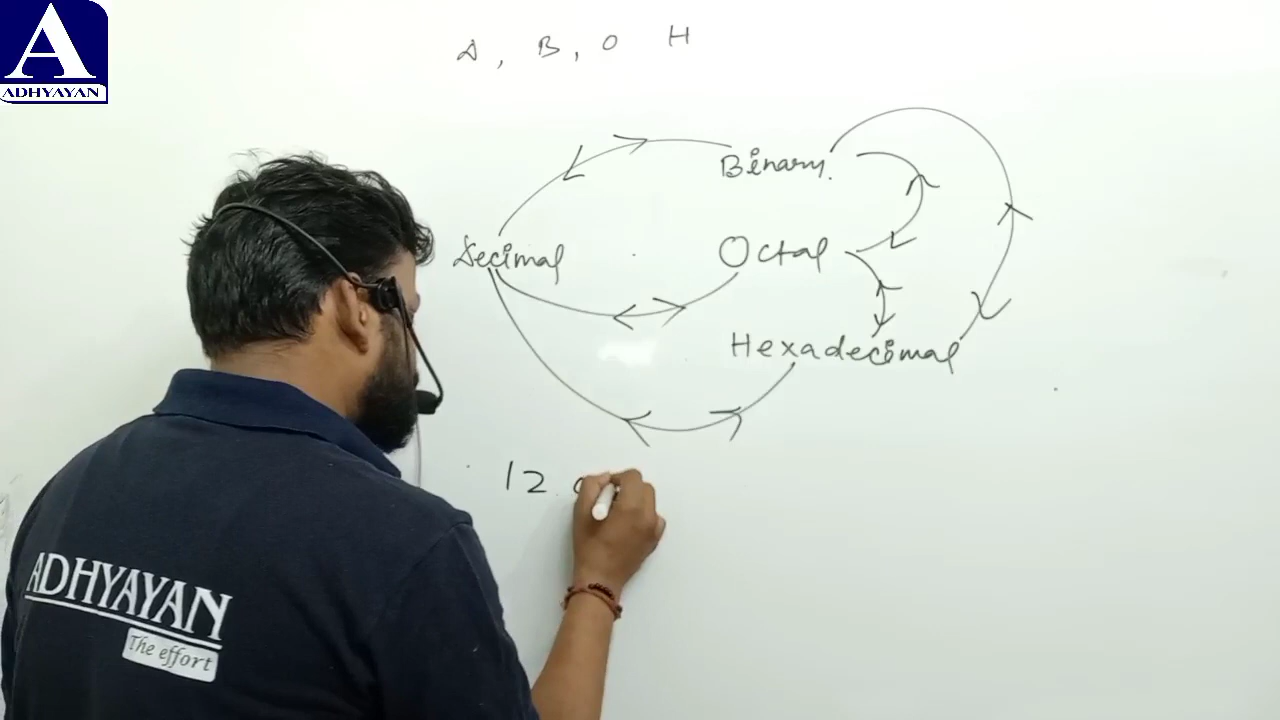 A
ADHYAYAN
D, B, O H
Binary.
Decimal
Octal
Hexadecimal
12
ADHYAYAN
The effort